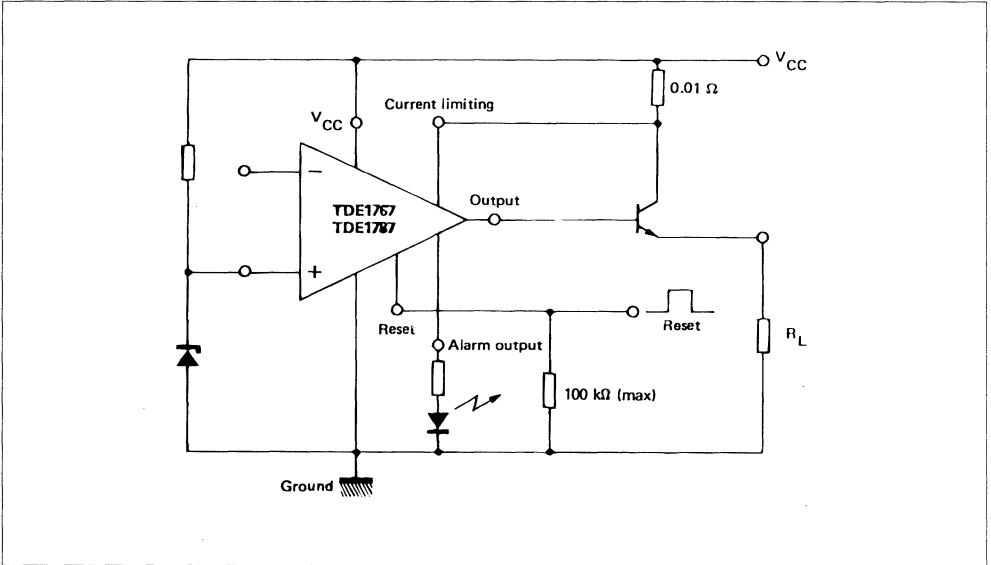 V_CC
0.01 Ω
Current limiting
V_CC
−
TDE1767
TDE1787
Output
+
Reset
Reset
Alarm output
R_L
100 kΩ (max)
Ground